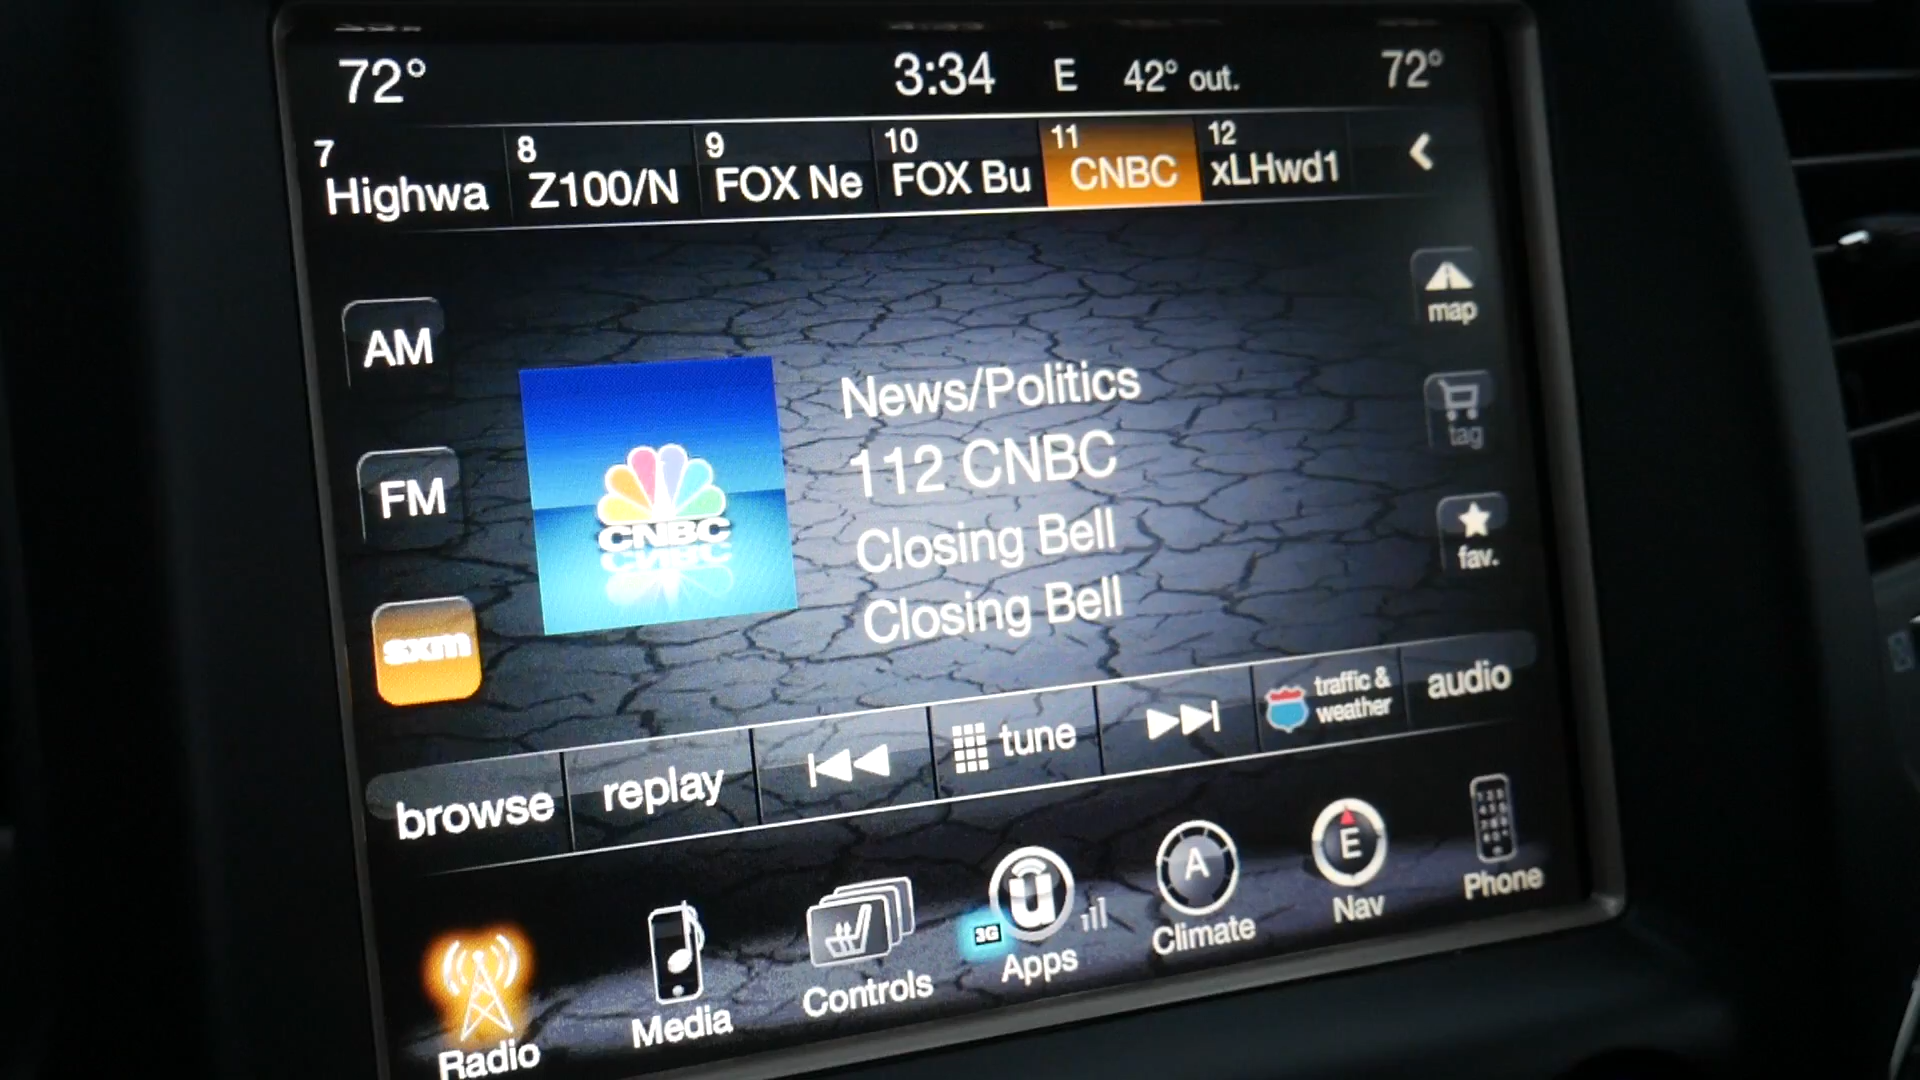 72° 3:34 E 42° out. 72°
7 8 9 10 11 12
Highwa Z100/N FOX Ne FOX Bu CNBC xLHwd1
map
AM
News/Politics
tag
112 CNBC
FM
CNBC
Closing Bell
fav.
Closing Bell
sxm
traffic &
weather
audio
browse replay tune
A
E
U
3G
Radio Media Controls Apps Climate Nav Phone